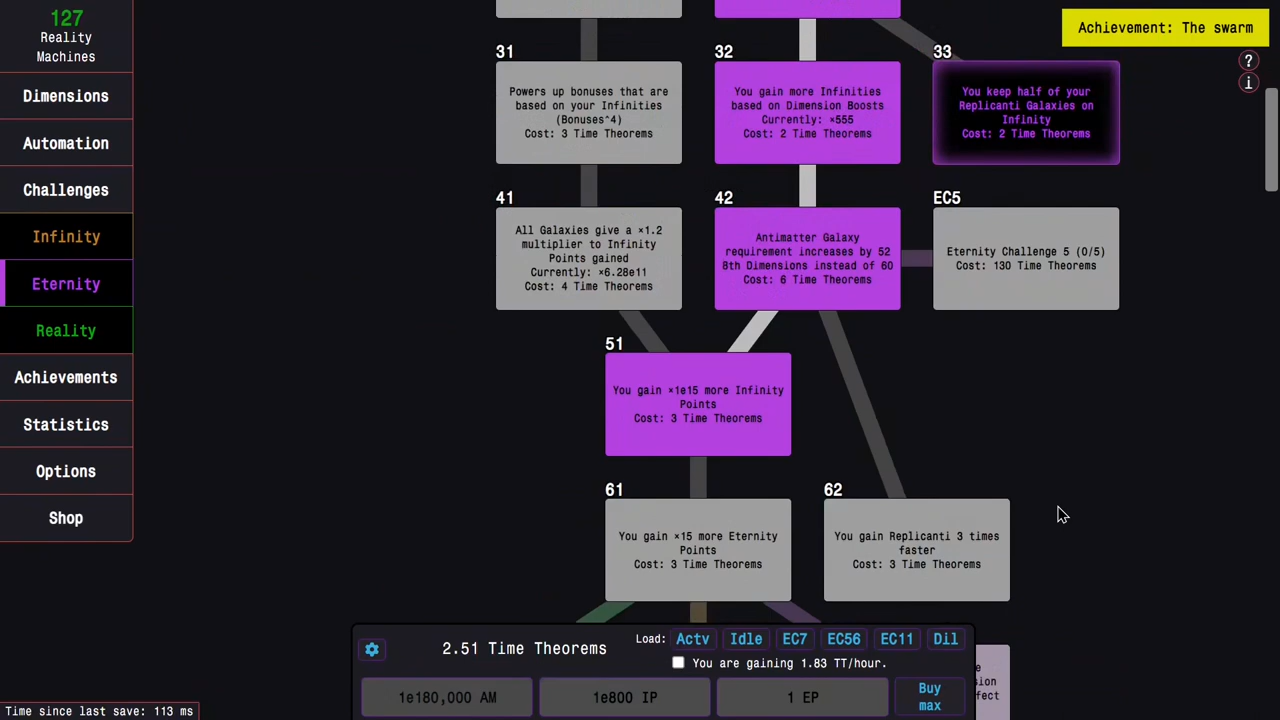 127
Reality
Machines
Dimensions
Automation
Challenges
Infinity
Eternity
Reality
Achievements
Statistics
Options
Shop
Time since last save: 113 ms
Achievement: The swarm
?
i
31
Powers up bonuses that are
based on your Infinities
(Bonuses^4)
Cost: 3 Time Theorems
32
You gain more Infinities
based on Dimension Boosts
Currently: ×555
Cost: 2 Time Theorems
33
You keep half of your
Replicanti Galaxies on
Infinity
Cost: 2 Time Theorems
41
All Galaxies give a ×1.2
multiplier to Infinity
Points gained
Currently: ×6.28e11
Cost: 4 Time Theorems
42
Antimatter Galaxy
requirement increases by 52
8th Dimensions instead of 60
Cost: 6 Time Theorems
EC5
Eternity Challenge 5 (0/5)
Cost: 130 Time Theorems
51
You gain ×1e15 more Infinity
Points
Cost: 3 Time Theorems
61
You gain ×15 more Eternity
Points
Cost: 3 Time Theorems
62
You gain Replicanti 3 times
faster
Cost: 3 Time Theorems
2.51 Time Theorems
Load: Actv Idle EC7 EC56 EC11 Dil
You are gaining 1.83 TT/hour.
1e180,000 AM
1e800 IP
1 EP
Buy
max